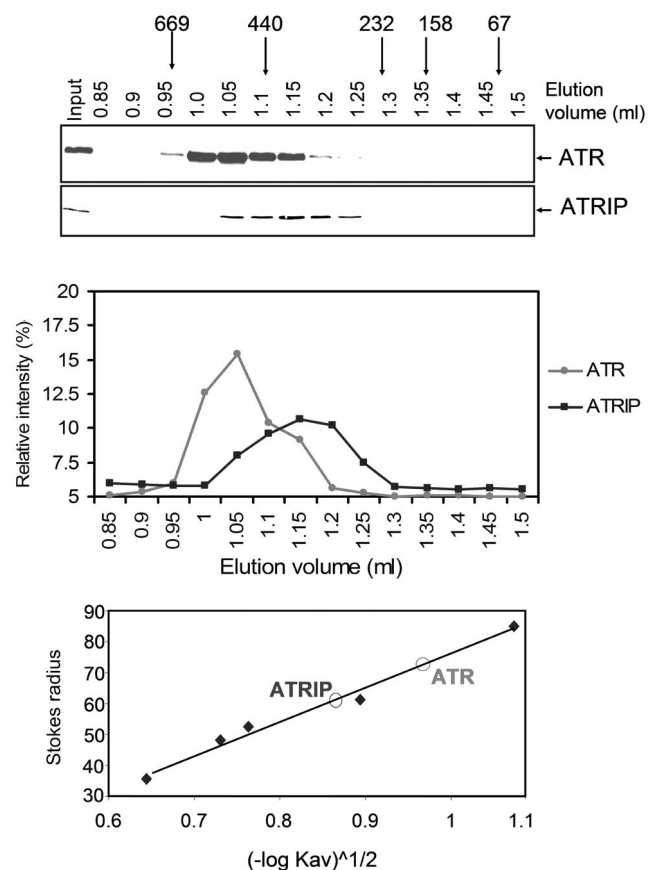 669 440 232 158 67
Input 0.85 0.9 0.95 1.0 1.05 1.1 1.15 1.2 1.25 1.3 1.35 1.4 1.45 1.5
Elution
volume (ml)
ATR
ATRIP
20
17.5
15
12.5
10
7.5
5
Relative intensity (%)
0.85 0.9 0.95 1 1.05 1.1 1.15 1.2 1.25 1.3 1.35 1.4 1.45 1.5
Elution volume (ml)
ATR
ATRIP
90
80
70
60
50
40
30
Stokes radius
ATRIP
ATR
0.6 0.7 0.8 0.9 1 1.1
(-log Kav)^1/2